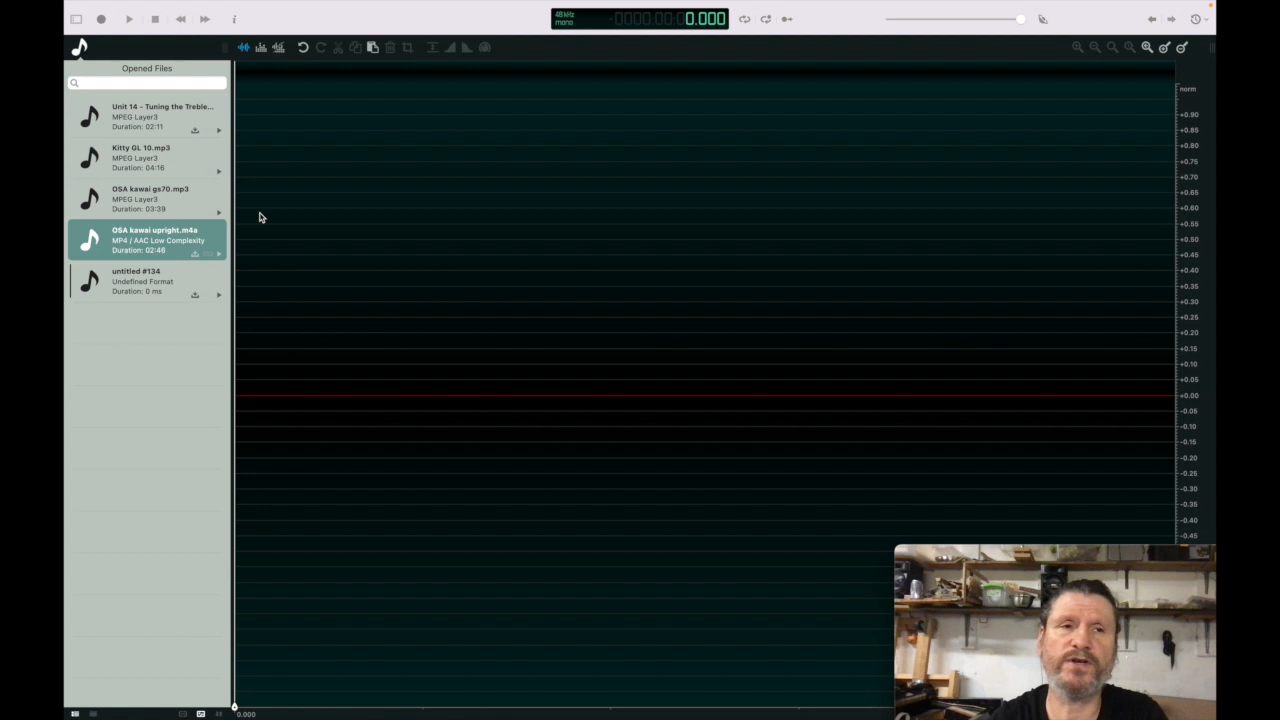 48 kHz
mono
-0000:00:00:0.000
Opened Files
Unit 14 - Tuning the Treble...
MPEG Layer3
Duration: 02:11
Kitty GL 10.mp3
MPEG Layer3
Duration: 04:16
OSA kawai gs70.mp3
MPEG Layer3
Duration: 03:39
OSA kawai upright.m4a
MP4 / AAC Low Complexity
Duration: 02:46
untitled #134
Undefined Format
Duration: 0 ms
norm
+0.90
+0.85
+0.80
+0.75
+0.70
+0.65
+0.60
+0.55
+0.50
+0.45
+0.40
+0.35
+0.30
+0.25
+0.20
+0.15
+0.10
+0.05
+0.00
-0.05
-0.10
-0.15
-0.20
-0.25
-0.30
-0.35
-0.40
-0.45
0.000